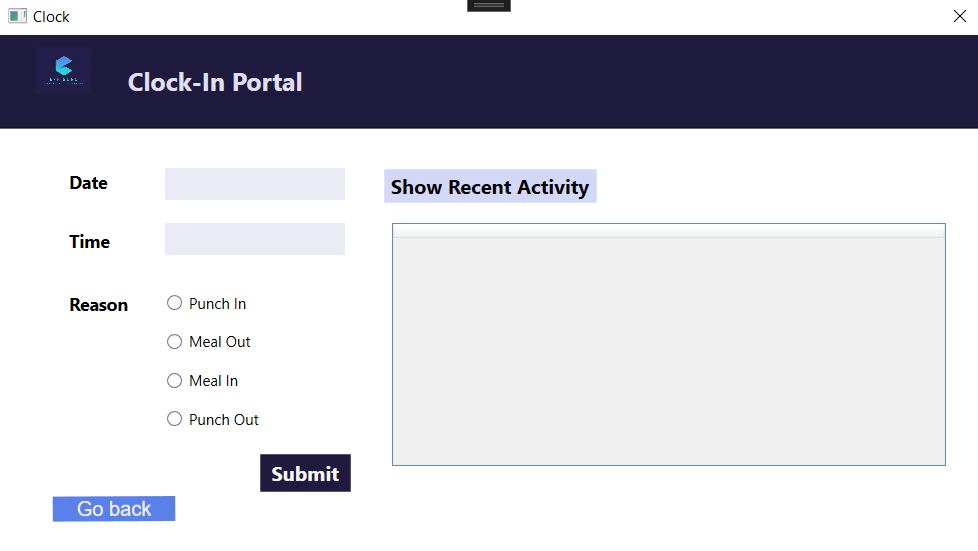 Clock
Clock-In Portal
Date
Show Recent Activity
Time
Reason
Punch In
Meal Out
Meal In
Punch Out
Submit
Go back